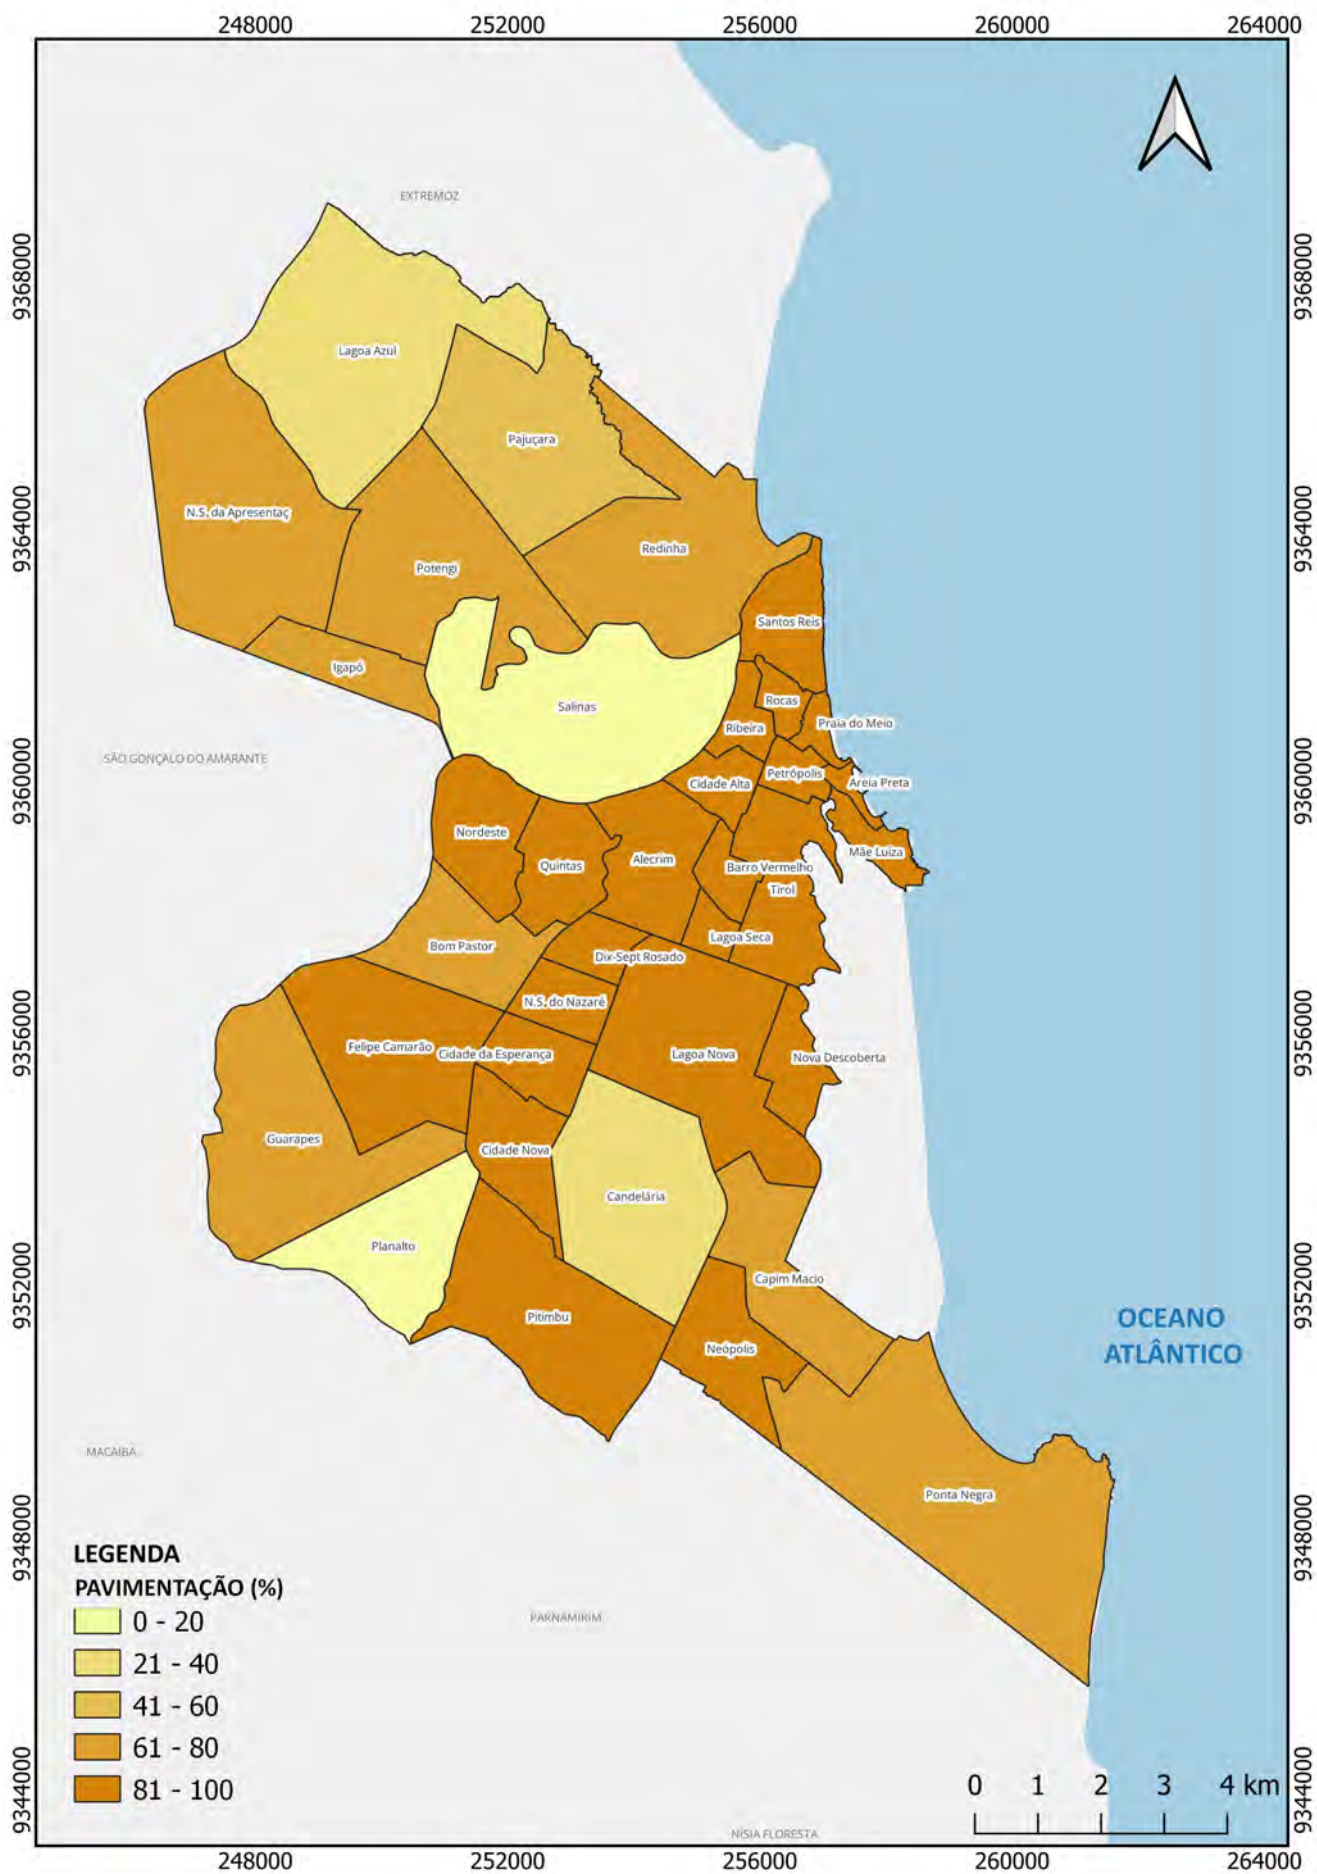 248000 252000 256000 260000 264000
9368000
9364000
9360000
9356000
9352000
9348000
9344000
9368000
9364000
9360000
9356000
9352000
9348000
9344000
EXTREMOZ
Lagoa Azul
Pajuçara
N.S. da Apresentaç
Redinha
Potengi
Santos Reis
Igapó
Salinas
Rocas
Praia do Meio
Ribeira
SÃO GONÇALO DO AMARANTE
Petrópolis
Cidade Alta
Areia Preta
Nordeste
Mãe Luíza
Alecrim
Quintas
Barro Vermelho
Tirol
Lagoa Seca
Bom Pastor
Dix-Sept Rosado
N.S. do Nazaré
Felipe Camarão
Cidade da Esperança
Lagoa Nova
Nova Descoberta
Guarapes
Cidade Nova
Candelária
Planalto
Capim Macio
Pitimbu
OCEANO
ATLÂNTICO
Neópolis
MACAÍBA
Ponta Negra
LEGENDA
PAVIMENTAÇÃO (%)
0 - 20
21 - 40
41 - 60
61 - 80
81 - 100
PARNAMIRIM
0 1 2 3 4 km
NÍSIA FLORESTA
248000 252000 256000 260000 264000